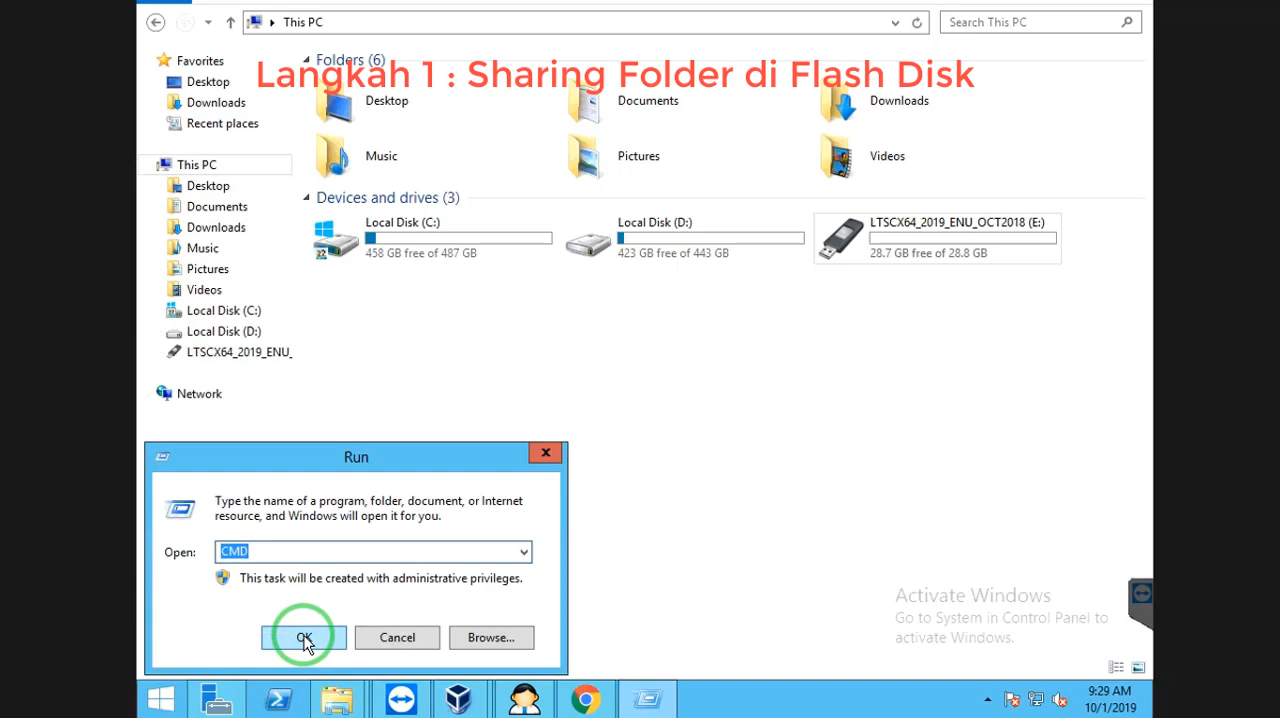 This PC
Search This PC
Favorites
Desktop
Downloads
Recent places
This PC
Desktop
Documents
Downloads
Music
Pictures
Videos
Local Disk (C:)
Local Disk (D:)
LTSCX64_2019_ENU_
Network
Folders (6)
Langkah 1 : Sharing Folder di Flash Disk
Desktop
Documents
Downloads
Music
Pictures
Videos
Devices and drives (3)
Local Disk (C:)
458 GB free of 487 GB
Local Disk (D:)
423 GB free of 443 GB
LTSCX64_2019_ENU_OCT2018 (E:)
28.7 GB free of 28.8 GB
Run
Type the name of a program, folder, document, or Internet
resource, and Windows will open it for you.
Open:
CMD
This task will be created with administrative privileges.
OK
Cancel
Browse...
Activate Windows
Go to System in Control Panel to
activate Windows.
9:29 AM
10/1/2019